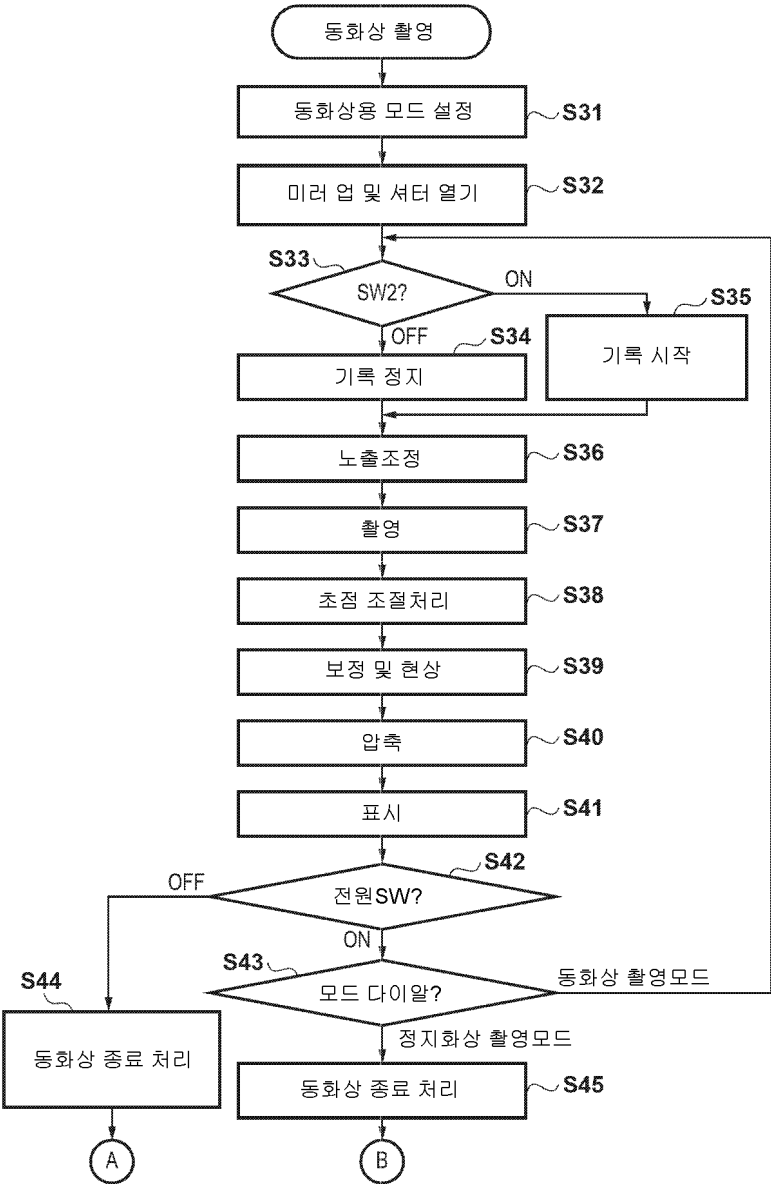 동화상 촬영
동화상용 모드 설정
S31
미러 업 및 셔터 열기
S32
S33
SW2?
ON
OFF
S34
기록 정지
S35
기록 시작
노출조정
S36
촬영
S37
초점 조절처리
S38
보정 및 현상
S39
압축
S40
표시
S41
S42
전원SW?
OFF
ON
S43
모드 다이알?
동화상 촬영모드
정지화상 촬영모드
S44
동화상 종료 처리
동화상 종료 처리
S45
A
B